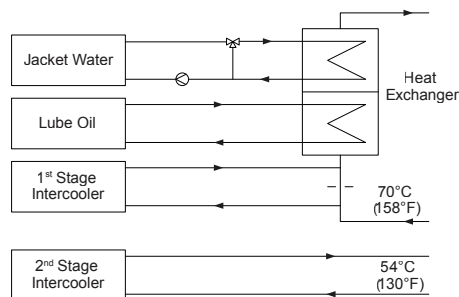 Jacket Water
Heat
Exchanger
Lube Oil
1st Stage
Intercooler
70°C
(158°F)
2nd Stage
Intercooler
54°C
(130°F)